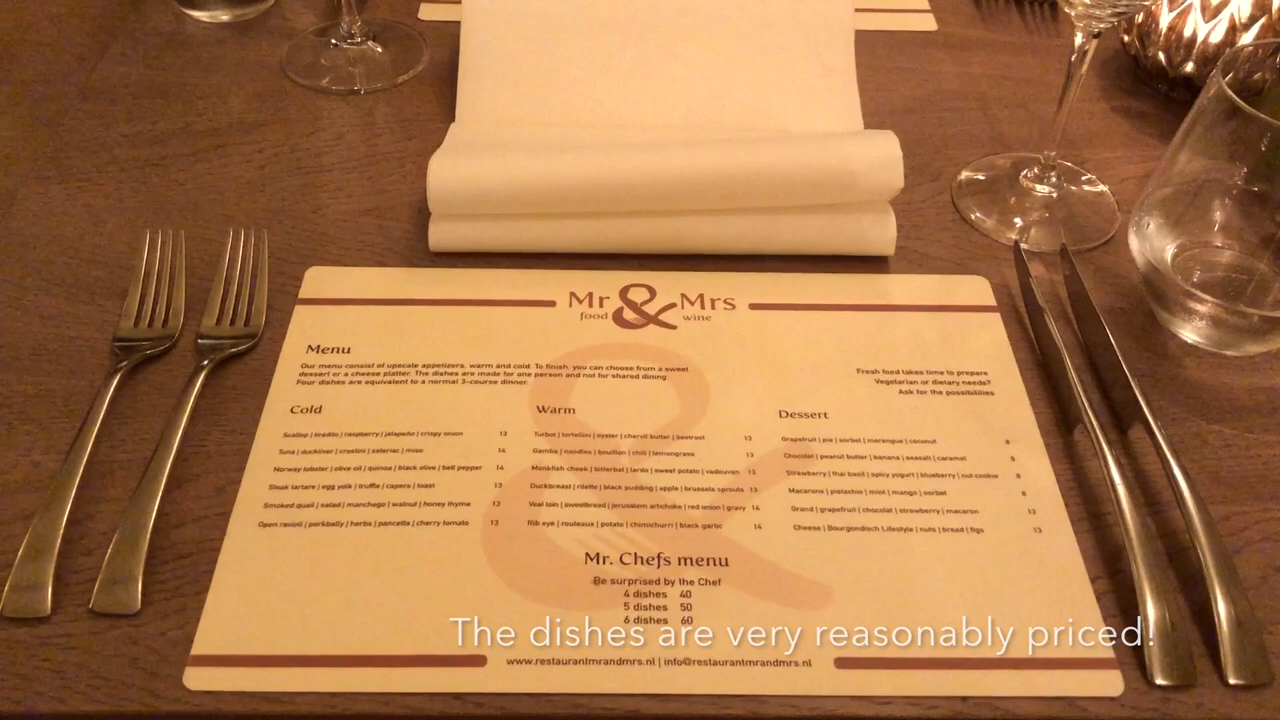 Mr & Mrs
food wine
Menu
Our menu consist of upscale appetizers, warm and cold. To finish, you can choose from a sweet
dessert or a cheese platter. The dishes are made for one person and not for shared dining.
Four dishes are equivalent to a normal 3-course dinner.
Fresh food takes time to prepare
Vegetarian or dietary needs?
Ask for the possibilities
Cold
Scallop | tiradito | raspberry | jalapeño | crispy onion 13
Tuna | duckliver | crostini | seleriac | miso 14
Norway lobster | olive oil | quinoa | black olive | bell pepper 14
Steak tartare | egg yolk | truffle | capers | toast 13
Smoked quail | salad | manchego | walnut | honey thyme 13
Open ravioli | porkbelly | herbs | pancetta | cherry tomato 13
Warm
Turbot | tortellini | oyster | chervil butter | beetroot 13
Gamba | noodles | bouillon | chili | lemongrass 13
Monkfish cheek | bitterbal | lardo | sweet potato | vadouvan 13
Duckbreast | rilette | black pudding | apple | brussels sprouts 13
Veal loin | sweetbread | jerusalem artichoke | red onion | gravy 14
Rib eye | rouleaux | potato | chimichurri | black garlic 14
Dessert
Grapefruit | pie | sorbet | merengue | coconut 8
Chocolat | peanut butter | banana | seasalt | caramel 8
Strawberry | thai basil | spicy yogurt | blueberry | nut cookie 8
Macarons | pistachio | mint | mango | sorbet 8
Grand | grapefruit | chocolat | strawberry | macaron 13
Cheese | Bourgondisch Lifestyle | nuts | bread | figs 13
Mr. Chefs menu
Be surprised by the Chef
4 dishes 40
5 dishes 50
6 dishes 60
The dishes are very reasonably priced!
www.restaurantmrandmrs.nl | info@restaurantmrandmrs.nl